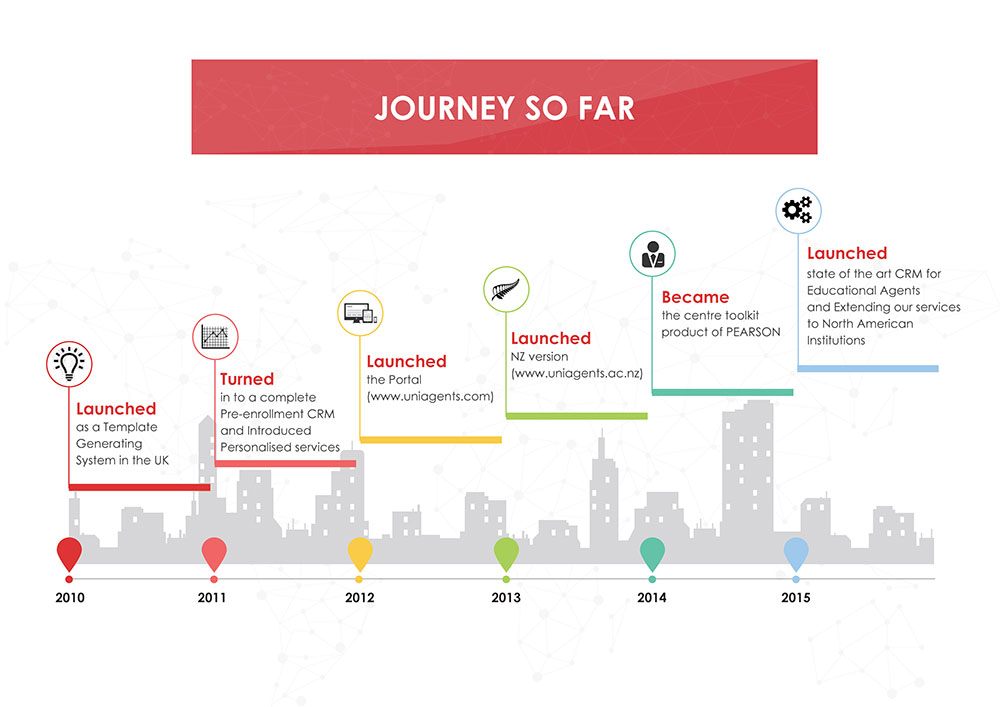 JOURNEY SO FAR
Launched
as a Template
Generating
System in the UK
Turned
in to a complete
Pre-enrollment CRM
and Introduced
Personalised services
Launched
the Portal
(www.uniagents.com)
Launched
NZ version
(www.uniagents.ac.nz)
Became
the centre toolkit
product of PEARSON
Launched
state of the art CRM for
Educational Agents
and Extending our services
to North American
Institutions
2010
2011
2012
2013
2014
2015